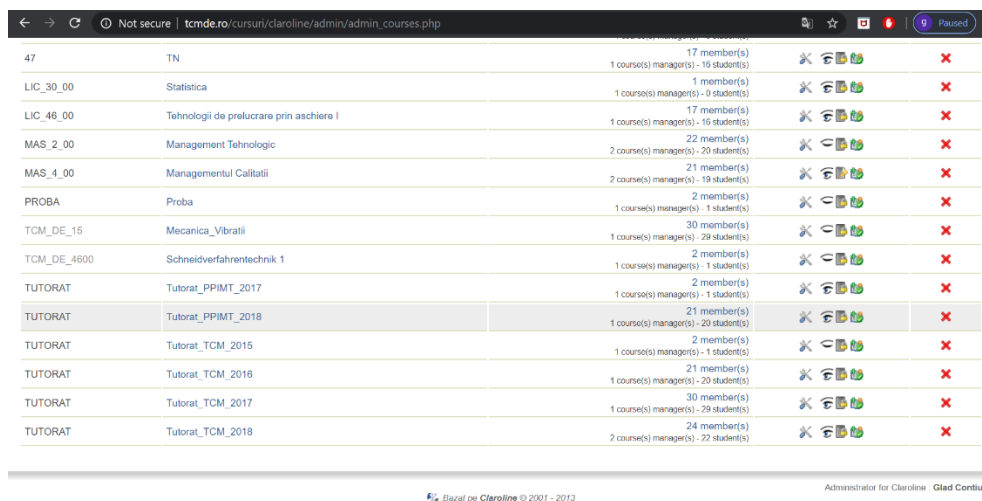 Not secure | tcmde.ro/cursuri/claroline/admin/admin_courses.php g Paused
47 TN 17 member(s)
1 course(s) manager(s) - 16 student(s)
LIC_30_00 Statistica 1 member(s)
1 course(s) manager(s) - 0 student(s)
LIC_46_00 Tehnologii de prelucrare prin aschiere I 17 member(s)
1 course(s) manager(s) - 16 student(s)
MAS_2_00 Management Tehnologic 22 member(s)
2 course(s) manager(s) - 20 student(s)
MAS_4_00 Managementul Calitatii 21 member(s)
2 course(s) manager(s) - 19 student(s)
PROBA Proba 2 member(s)
1 course(s) manager(s) - 1 student(s)
TCM_DE_15 Mecanica_Vibratii 30 member(s)
1 course(s) manager(s) - 29 student(s)
TCM_DE_4600 Schneidverfahrentechnik 1 2 member(s)
1 course(s) manager(s) - 1 student(s)
TUTORAT Tutorat_PPIMT_2017 2 member(s)
1 course(s) manager(s) - 1 student(s)
TUTORAT Tutorat_PPIMT_2018 21 member(s)
1 course(s) manager(s) - 20 student(s)
TUTORAT Tutorat_TCM_2015 2 member(s)
1 course(s) manager(s) - 1 student(s)
TUTORAT Tutorat_TCM_2016 21 member(s)
1 course(s) manager(s) - 20 student(s)
TUTORAT Tutorat_TCM_2017 30 member(s)
1 course(s) manager(s) - 29 student(s)
TUTORAT Tutorat_TCM_2018 24 member(s)
2 course(s) manager(s) - 22 student(s)
Administrator for Claroline Glad Contiu
Bazat pe Claroline © 2001 - 2013